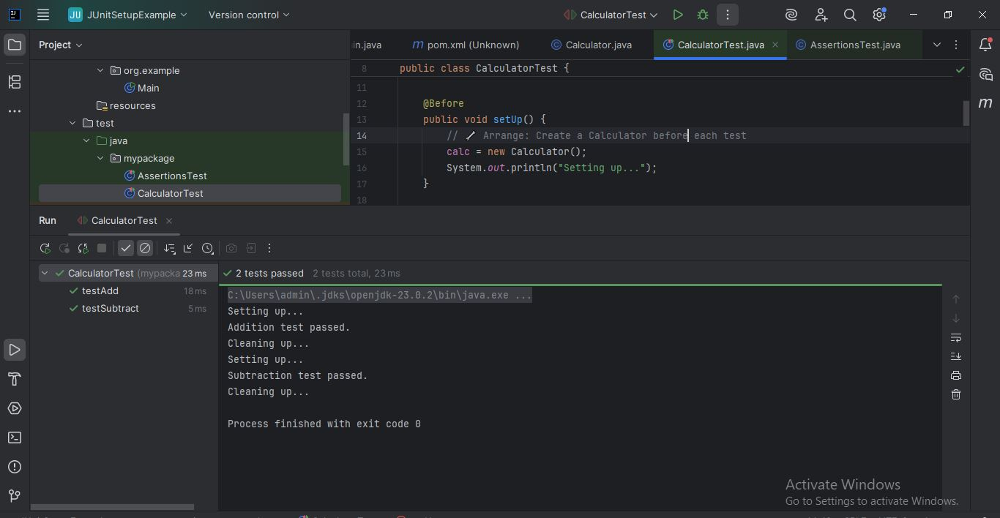 JU JUnitSetupExample Version control CalculatorTest
Project
org.example
Main
resources
test
java
mypackage
AssertionsTest
CalculatorTest
in.java m pom.xml (Unknown) Calculator.java CalculatorTest.java AssertionsTest.java
8 public class CalculatorTest {
11
12 @Before
13 public void setUp() {
14 // 🔧 Arrange: Create a Calculator before each test
15 calc = new Calculator();
16 System.out.println("Setting up...");
17 }
18
m
Run CalculatorTest
CalculatorTest (mypacka 23 ms
testAdd 18 ms
testSubtract 5 ms
2 tests passed 2 tests total, 23 ms
C:\Users\admin\.jdks\openjdk-23.0.2\bin\java.exe ...
Setting up...
Addition test passed.
Cleaning up...
Setting up...
Subtraction test passed.
Cleaning up...
Process finished with exit code 0
Activate Windows
Go to Settings to activate Windows.